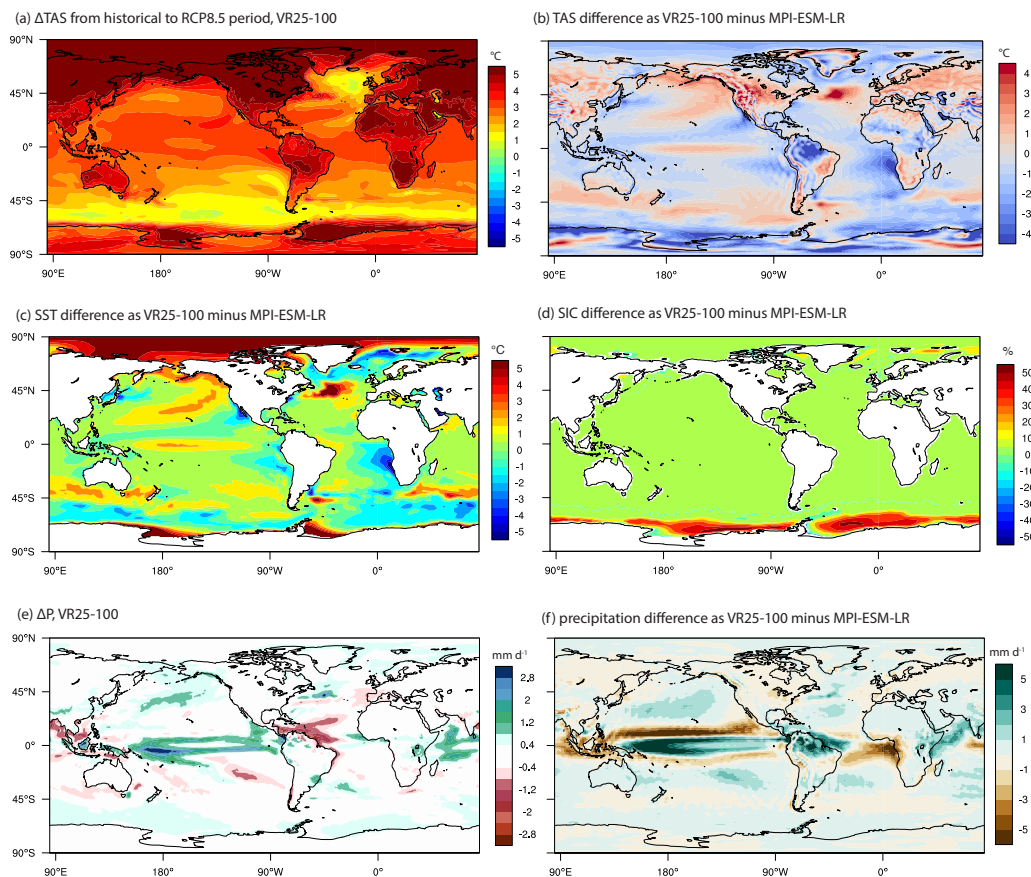 (a) ΔTAS from historical to RCP8.5 period, VR25-100
(b) TAS difference as VR25-100 minus MPI-ESM-LR
90°N
45°N
0°
45°S
90°S
90°E
180°
90°W
0°
°C
5
4
3
2
1
0
-1
-2
-3
-4
-5
90°E
180°
90°W
0°
°C
4
3
2
1
0
-1
-2
-3
-4
(c) SST difference as VR25-100 minus MPI-ESM-LR
(d) SIC difference as VR25-100 minus MPI-ESM-LR
90°N
45°N
0°
45°S
90°S
90°E
180°
90°W
0°
°C
5
4
3
2
1
0
-1
-2
-3
-4
-5
90°E
180°
90°W
0°
%
50
40
30
20
10
0
-10
-20
-30
-40
-50
(e) ΔP, VR25-100
(f) precipitation difference as VR25-100 minus MPI-ESM-LR
90°N
45°N
0°
45°S
90°S
90°E
180°
90°W
0°
mm d⁻¹
2.8
2
1.2
0.4
-0.4
-1.2
-2
-2.8
90°E
180°
90°W
0°
mm d⁻¹
5
3
1
-1
-3
-5